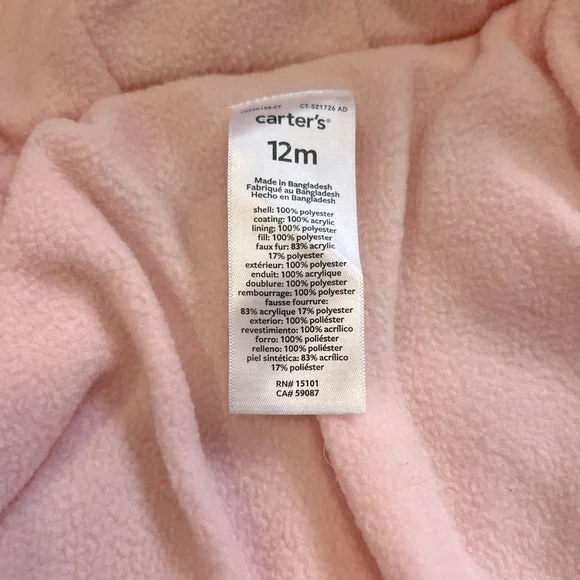 CT-SZ1726 AD
carter's®
12m
Made in Bangladesh
Fabriqué au Bangladesh
Hecho en Bangladesh
shell: 100% polyester
coating: 100% acrylic
lining: 100% polyester
fill: 100% polyester
faux fur: 83% acrylic
17% polyester
extérieur: 100% polyester
enduit: 100% acrylique
doublure: 100% polyester
rembourrage: 100% polyester
fausse fourrure:
83% acrylique 17% polyester
exterior: 100% poliéster
revestimiento: 100% acrílico
forro: 100% poliéster
relleno: 100% poliéster
piel sintética: 83% acrílico
17% poliéster
RN# 15101
CA# 59087